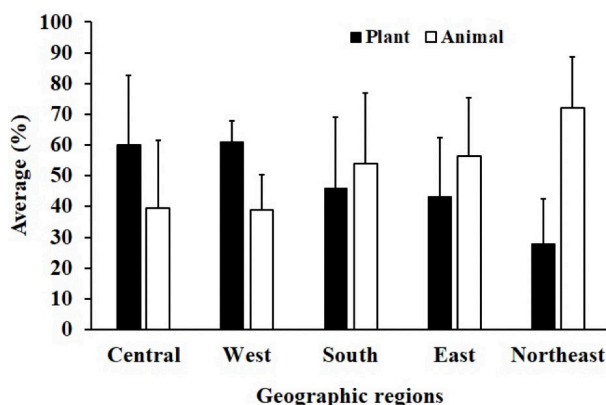 100
90
80
70
60
50
40
30
20
10
0
Average (%)
Plant Animal
Central West South East Northeast
Geographic regions